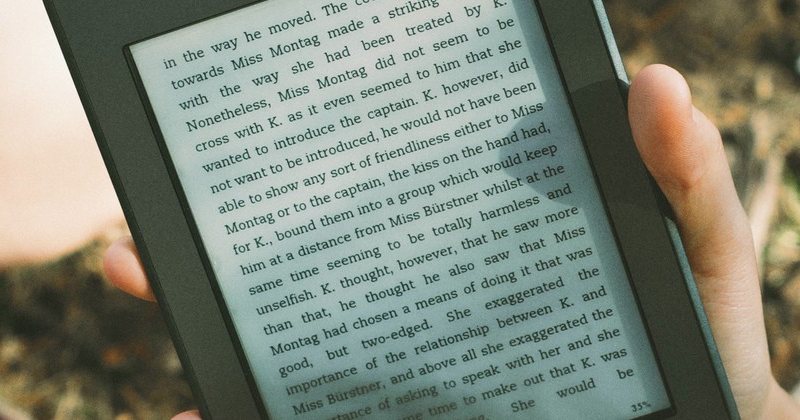 in the way he moved. The
towards Miss Montag made a striking
with the way she had been treated by K.
Nonetheless, Miss Montag did not seem to be
cross with K. as it even seemed to him that she
wanted to introduce the captain. K. however, did
not want to be introduced, he would not have been
able to show any sort of friendliness either to Miss
Montag or to the captain, the kiss on the hand had,
for K., bound them into a group which would keep
him at a distance from Miss Bürstner whilst at the
same time seeming to be totally harmless and
unselfish. K. thought, however, that he saw more
than that, he thought he also saw that Miss
Montag had chosen a means of doing it that was
good, but two-edged. She exaggerated the
importance of the relationship between K. and
Miss Bürstner, and above all she exaggerated the
importance of asking to speak with her and she
time to make out that K. was
She would be
35%